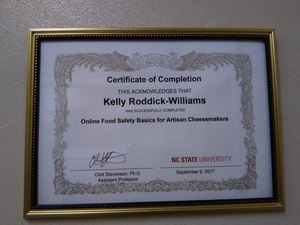 Certificate of Completion
THIS ACKNOWLEDGES THAT
Kelly Roddick-Williams
HAS SUCCESSFULLY COMPLETED
Online Food Safety Basics for Artisan Cheesemakers
NC STATE UNIVERSITY
Clint Stevenson, Ph.D
Assistant Professor
September 9, 2017